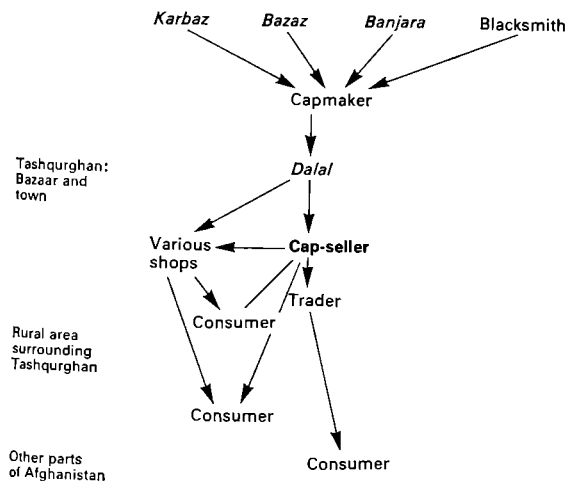 Karbaz Bazaz Banjara Blacksmith
Capmaker
Tashqurghan:
Bazaar and
town
Dalal
Various
shops
Cap-seller
Trader
Consumer
Rural area
surrounding
Tashqurghan
Consumer
Other parts
of Afghanistan
Consumer